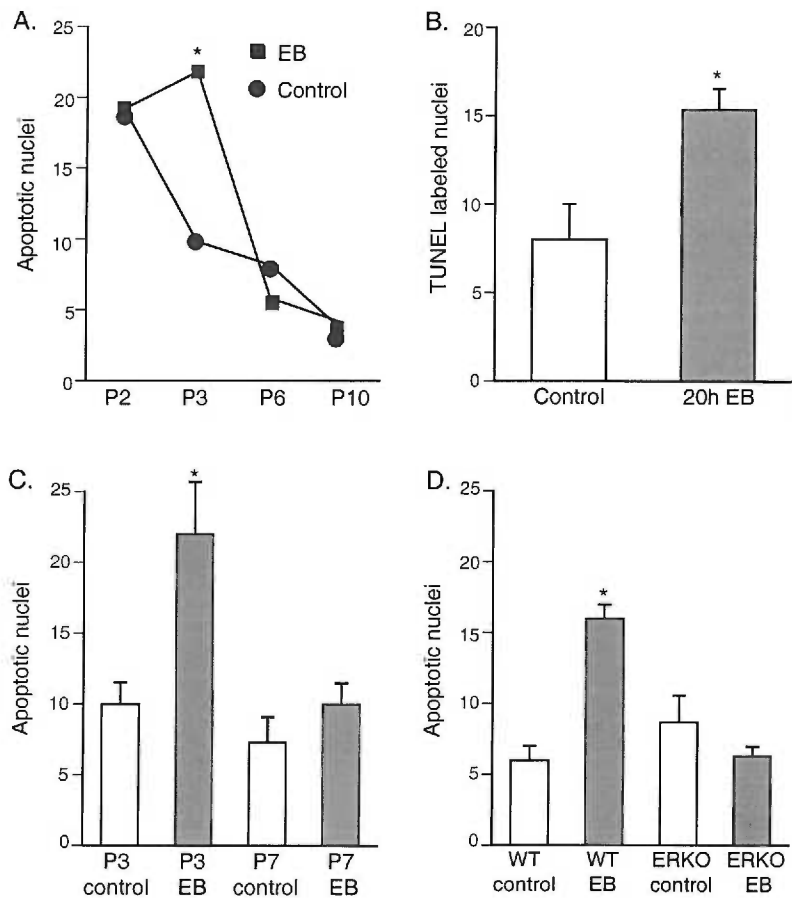 A.
25
20
15
10
5
0
Apoptotic nuclei
*
EB
Control
P2 P3 P6 P10
B.
20
15
10
5
0
TUNEL labeled nuclei
*
Control 20h EB
C.
25
20
15
10
5
0
Apoptotic nuclei
*
P3 P3 P7 P7
control EB control EB
D.
25
20
15
10
5
0
Apoptotic nuclei
*
WT WT ERKO ERKO
control EB control EB